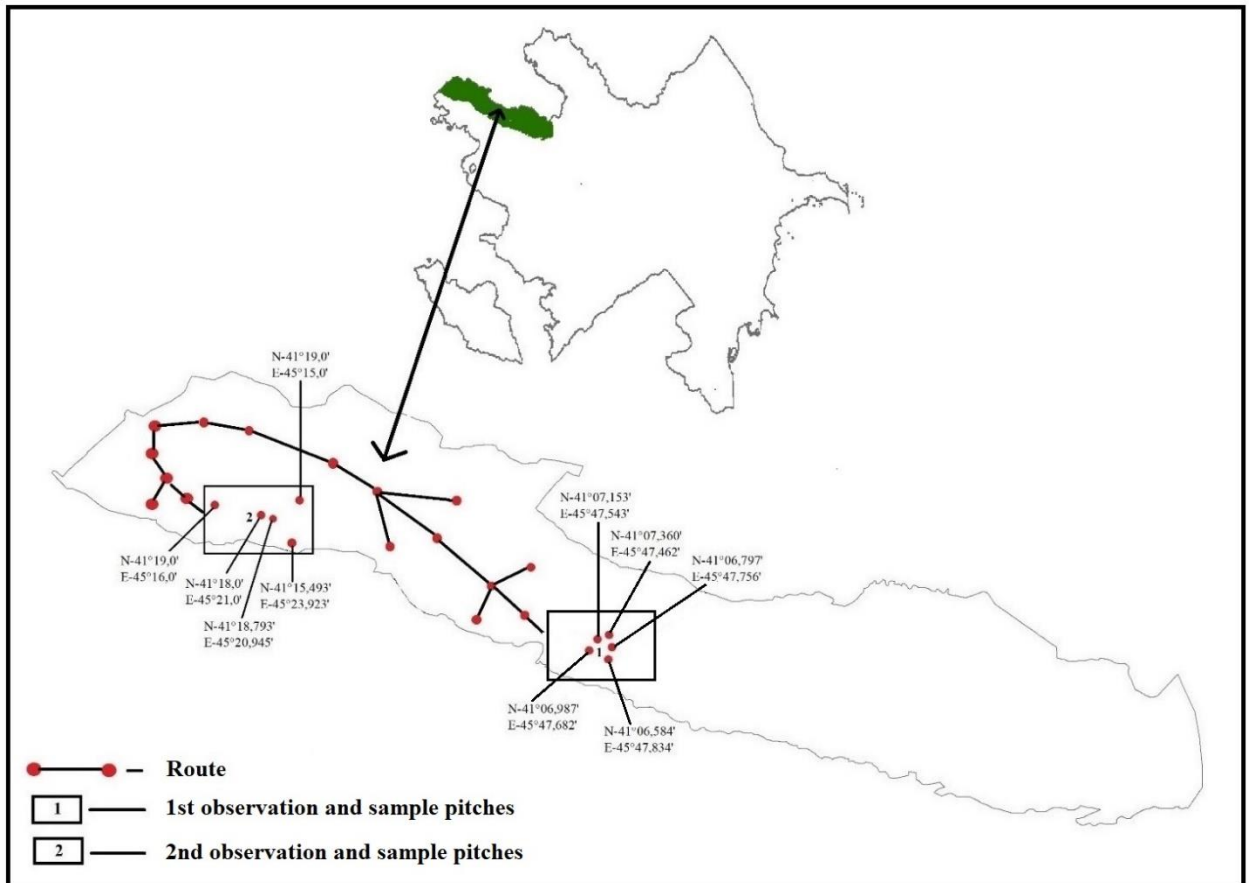 N-41°19,0'
E-45°15,0'
N-41°19,0'
E-45°16,0'
N-41°18,0'
E-45°21,0'
N-41°15,493'
E-45°23,923'
N-41°18,793'
E-45°20,945'
2
N-41°07,153'
E-45°47,543'
N-41°07,360'
E-45°47,462'
N-41°06,797'
E-45°47,756'
1
N-41°06,987'
E-45°47,682'
N-41°06,584'
E-45°47,834'
– Route
1 — 1st observation and sample pitches
2 — 2nd observation and sample pitches